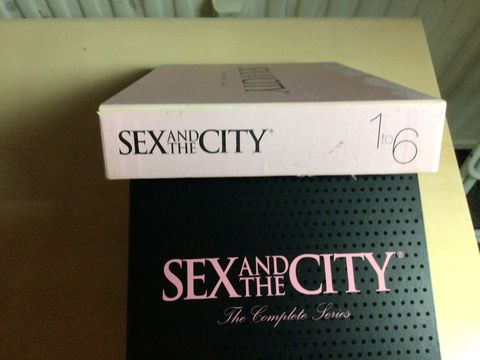 SEX AND THE CITY®
1 to 6
SEX AND THE CITY®
The Complete Series